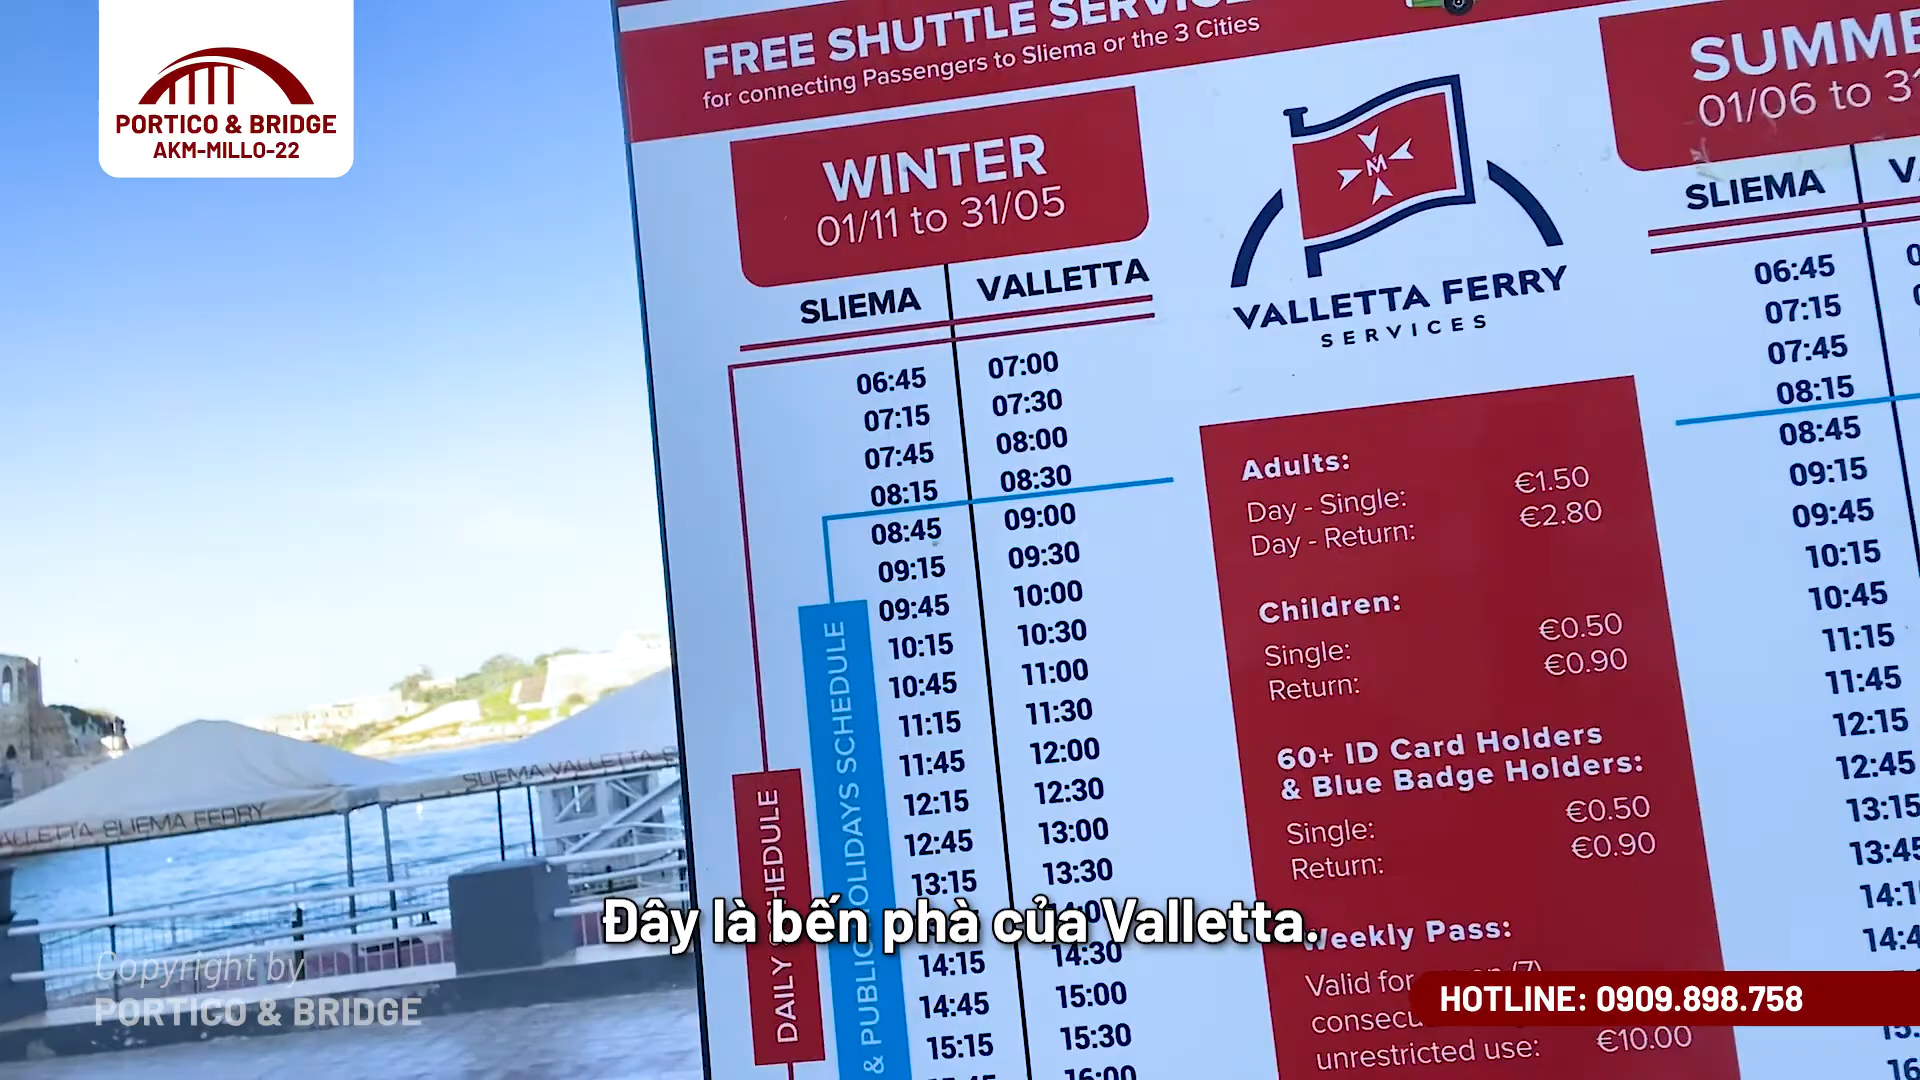 PORTICO & BRIDGE
AKM-MILLO-22
FREE SHUTTLE
for connecting Passengers to Sliema or the 3 Cities
WINTER
01/11 to 31/05
SLIEMA VALLETTA
06:45 07:00
07:15 07:30
07:45 08:00
08:15 08:30
08:45 09:00
09:15 09:30
09:45 10:00
10:15 10:30
10:45 11:00
11:15 11:30
11:45 12:00
12:15 12:30
12:45 13:00
13:15 13:30
14:15 14:30
14:45 15:00
15:15 15:30
16:00
DAILY SCHEDULE
& PUBLIC HOLIDAYS SCHEDULE
M
VALLETTA FERRY
SERVICES
Adults:
Day - Single: €1.50
Day - Return: €2.80
Children:
Single: €0.50
Return: €0.90
60+ ID Card Holders
& Blue Badge Holders:
Single: €0.50
Return: €0.90
Weekly Pass:
Valid for (7)
unrestricted use: €10.00
01/06 to
SLIEMA
06:45
07:15
07:45
08:15
08:45
09:15
09:45
10:15
10:45
11:15
11:45
12:15
12:45
13:15
13:45
SLIEMA VALLETTA
VALLETTA SLIEMA FERRY
Đây là bến phà của Valletta.
Copyright by
PORTICO & BRIDGE
HOTLINE: 0909.898.758